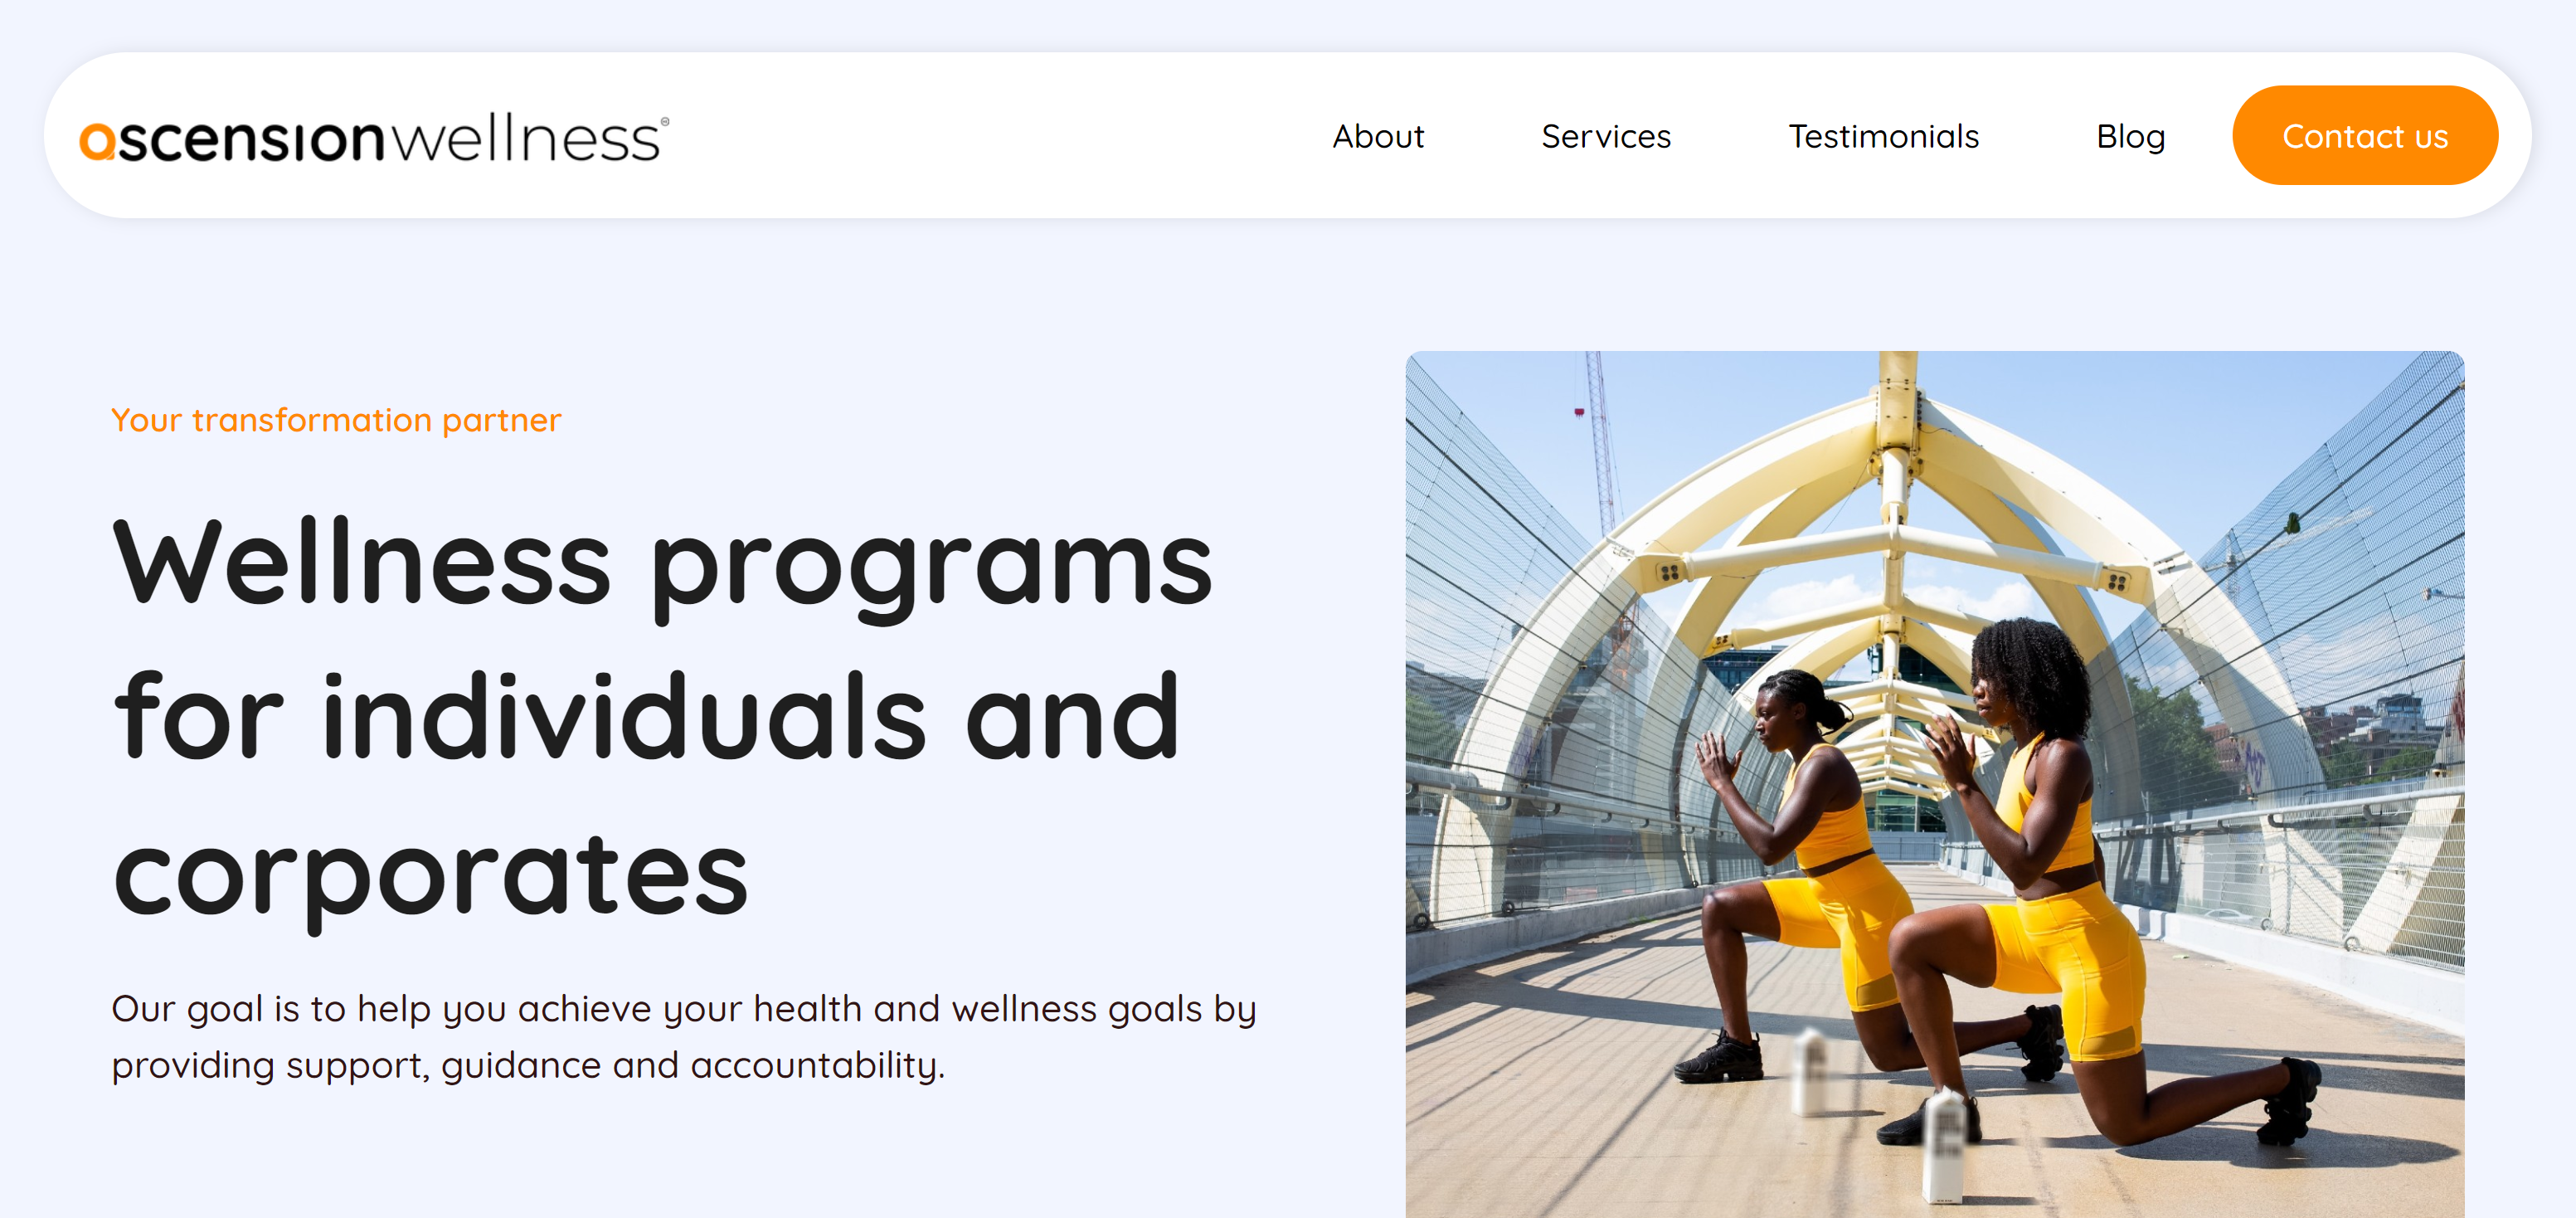 ascensionwellness
About
Services
Testimonials
Blog
Contact us
Your transformation partner
Wellness programs
for individuals and
corporates
Our goal is to help you achieve your health and wellness goals by
providing support, guidance and accountability.